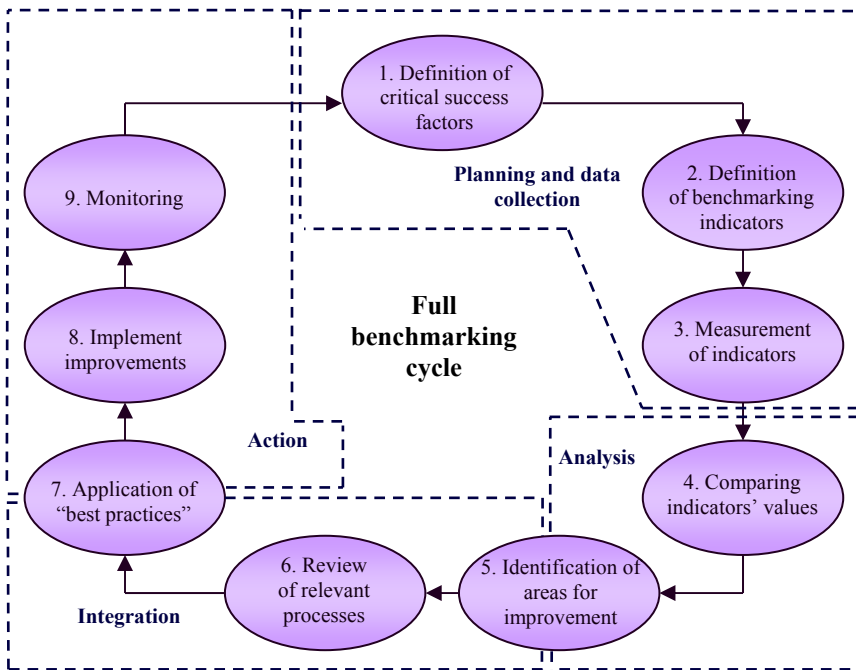 1. Definition of
critical success
factors
Planning and data
collection
2. Definition
of benchmarking
indicators
3. Measurement
of indicators
Full
benchmarking
cycle
Analysis
4. Comparing
indicators’ values
5. Identification of
areas for
improvement
6. Review
of relevant
processes
Integration
7. Application of
“best practices”
Action
8. Implement
improvements
9. Monitoring